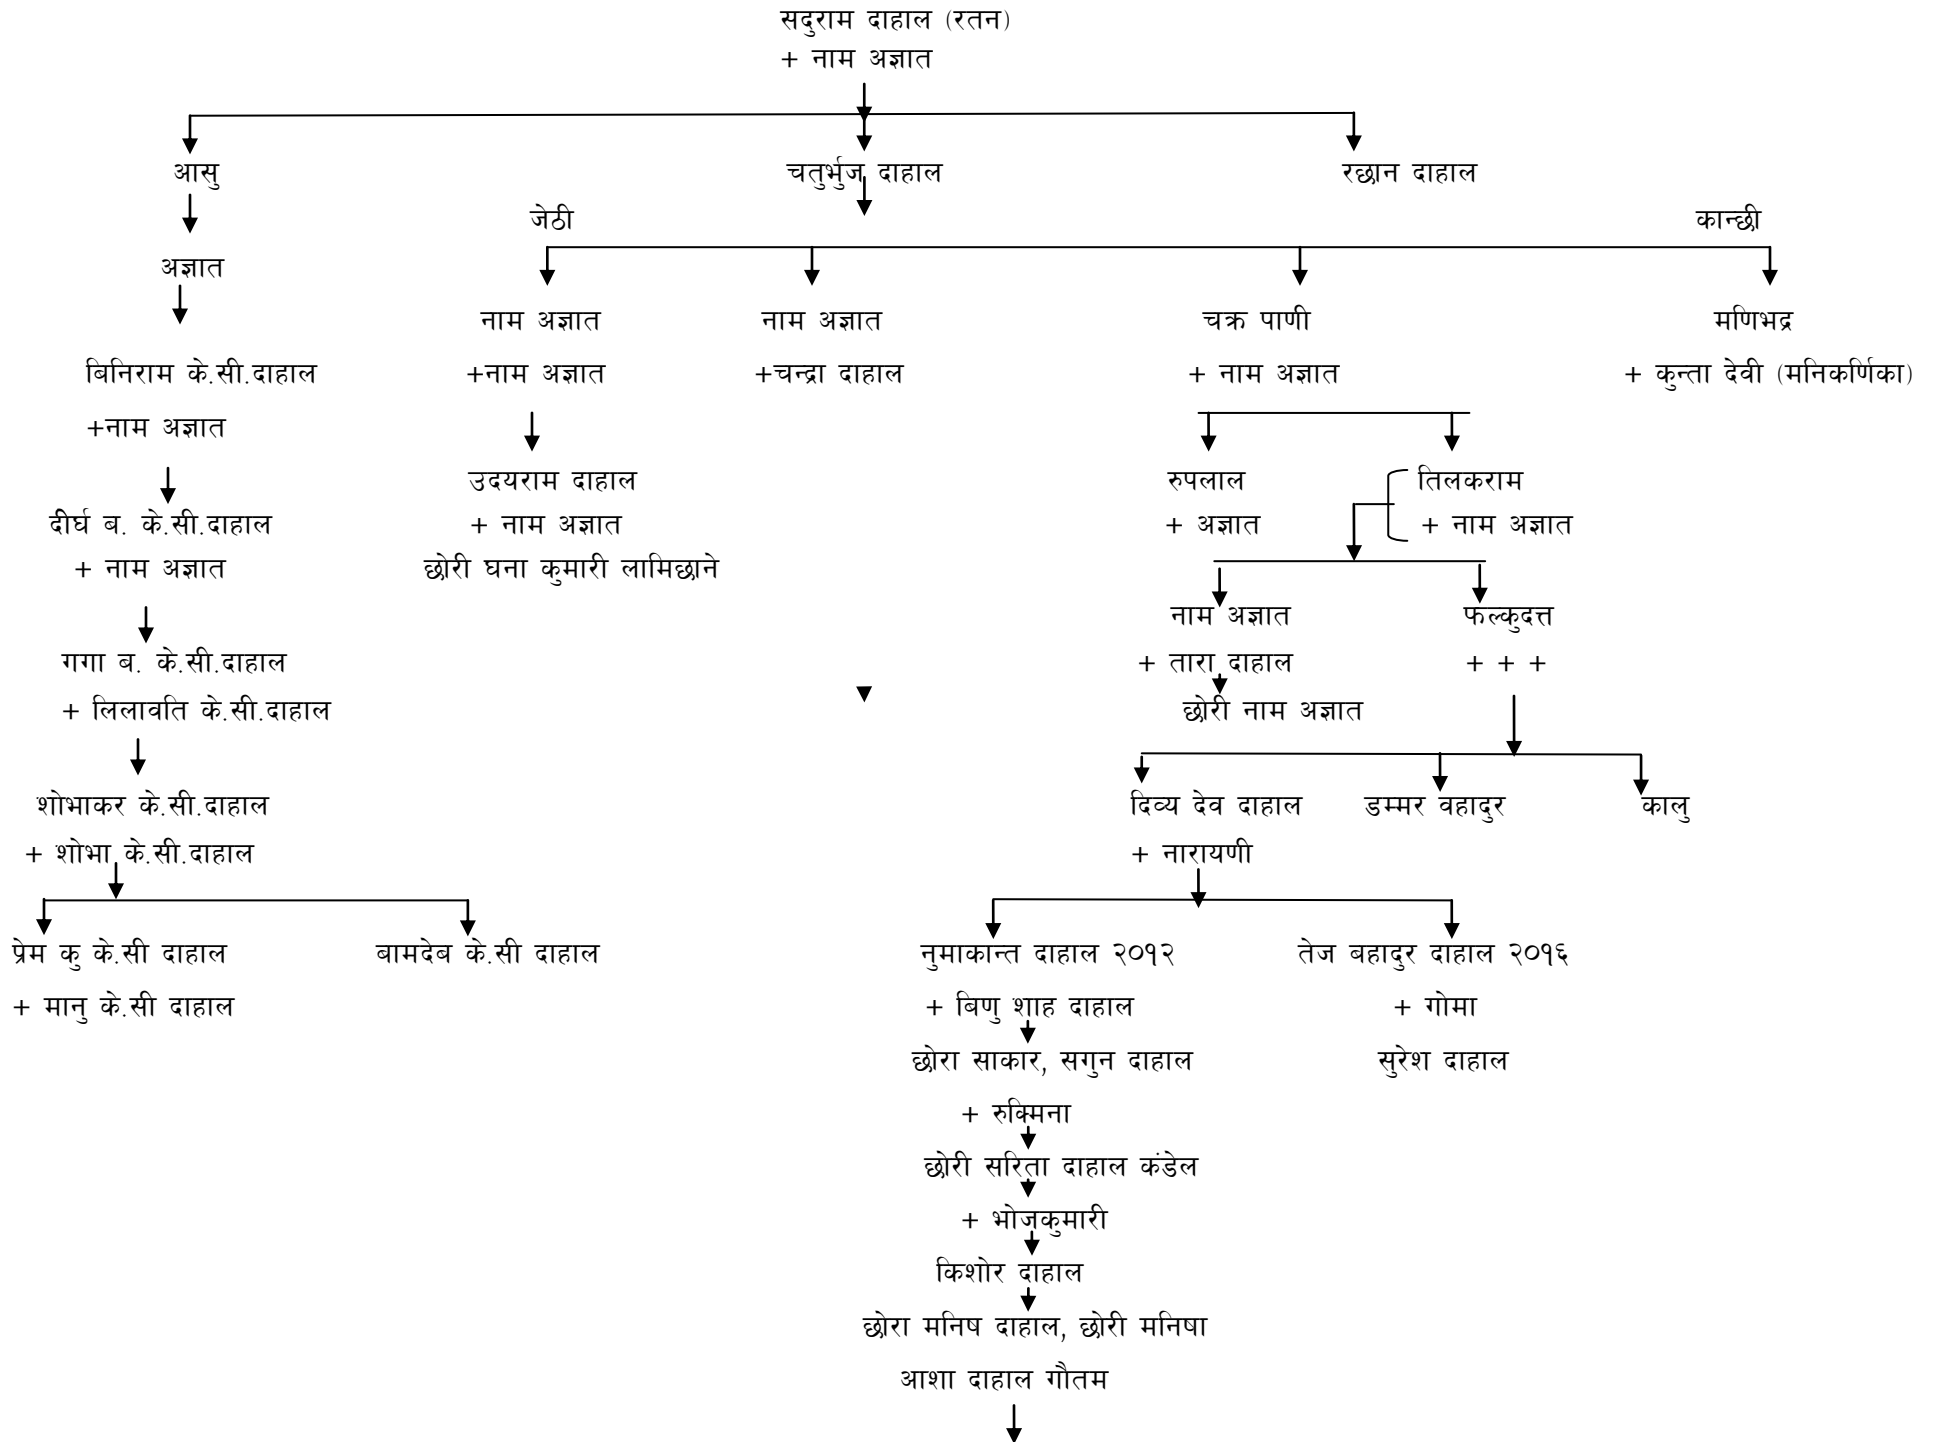 सदुराम दाहाल (रतन)
+ नाम अज्ञात
आसु
चतुर्भुज दाहाल
रछान दाहाल
जेठी
कान्छी
अज्ञात
नाम अज्ञात
नाम अज्ञात
चक्र पाणी
मणिभद्र
बिनिराम के.सी.दाहाल
+नाम अज्ञात
+चन्द्रा दाहाल
+ नाम अज्ञात
+ कुन्ता देवी (मनिकर्णिका)
+नाम अज्ञात
उदयराम दाहाल
रुपलाल
तिलकराम
दीर्घ ब. के.सी.दाहाल
+ नाम अज्ञात
+ अज्ञात
+ नाम अज्ञात
+ नाम अज्ञात
छोरी घना कुमारी लामिछाने
नाम अज्ञात
फल्कुदत्त
गगा ब. के.सी.दाहाल
+ तारा दाहाल
+ + +
+ लिलावति के.सी.दाहाल
छोरी नाम अज्ञात
शोभाकर के.सी.दाहाल
दिव्य देव दाहाल
डम्मर वहादुर
कालु
+ शोभा के.सी.दाहाल
+ नारायणी
प्रेम कु के.सी दाहाल
बामदेब के.सी दाहाल
नुमाकान्त दाहाल २०१२
तेज बहादुर दाहाल २०१६
+ मानु के.सी दाहाल
+ बिणु शाह दाहाल
+ गोमा
छोरा साकार, सगुन दाहाल
सुरेश दाहाल
+ रुक्मिना
छोरी सरिता दाहाल कंडेल
+ भोजकुमारी
किशोर दाहाल
छोरा मनिष दाहाल, छोरी मनिषा
आशा दाहाल गौतम